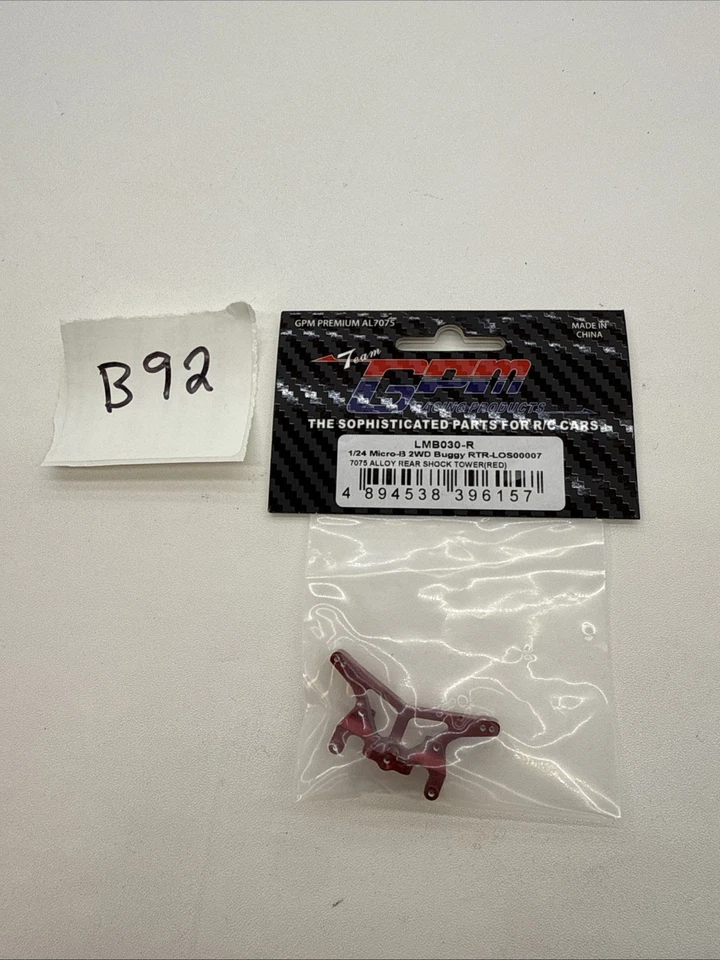 B92
GPM PREMIUM AL7075
MADE IN
CHINA
Team
GPM
RACING PRODUCTS
THE SOPHISTICATED PARTS FOR R/C CARS
LMB030-R
1/24 Micro-B 2WD Buggy RTR-LOS00007
7075 ALLOY REAR SHOCK TOWER(RED)
4 894538 396157